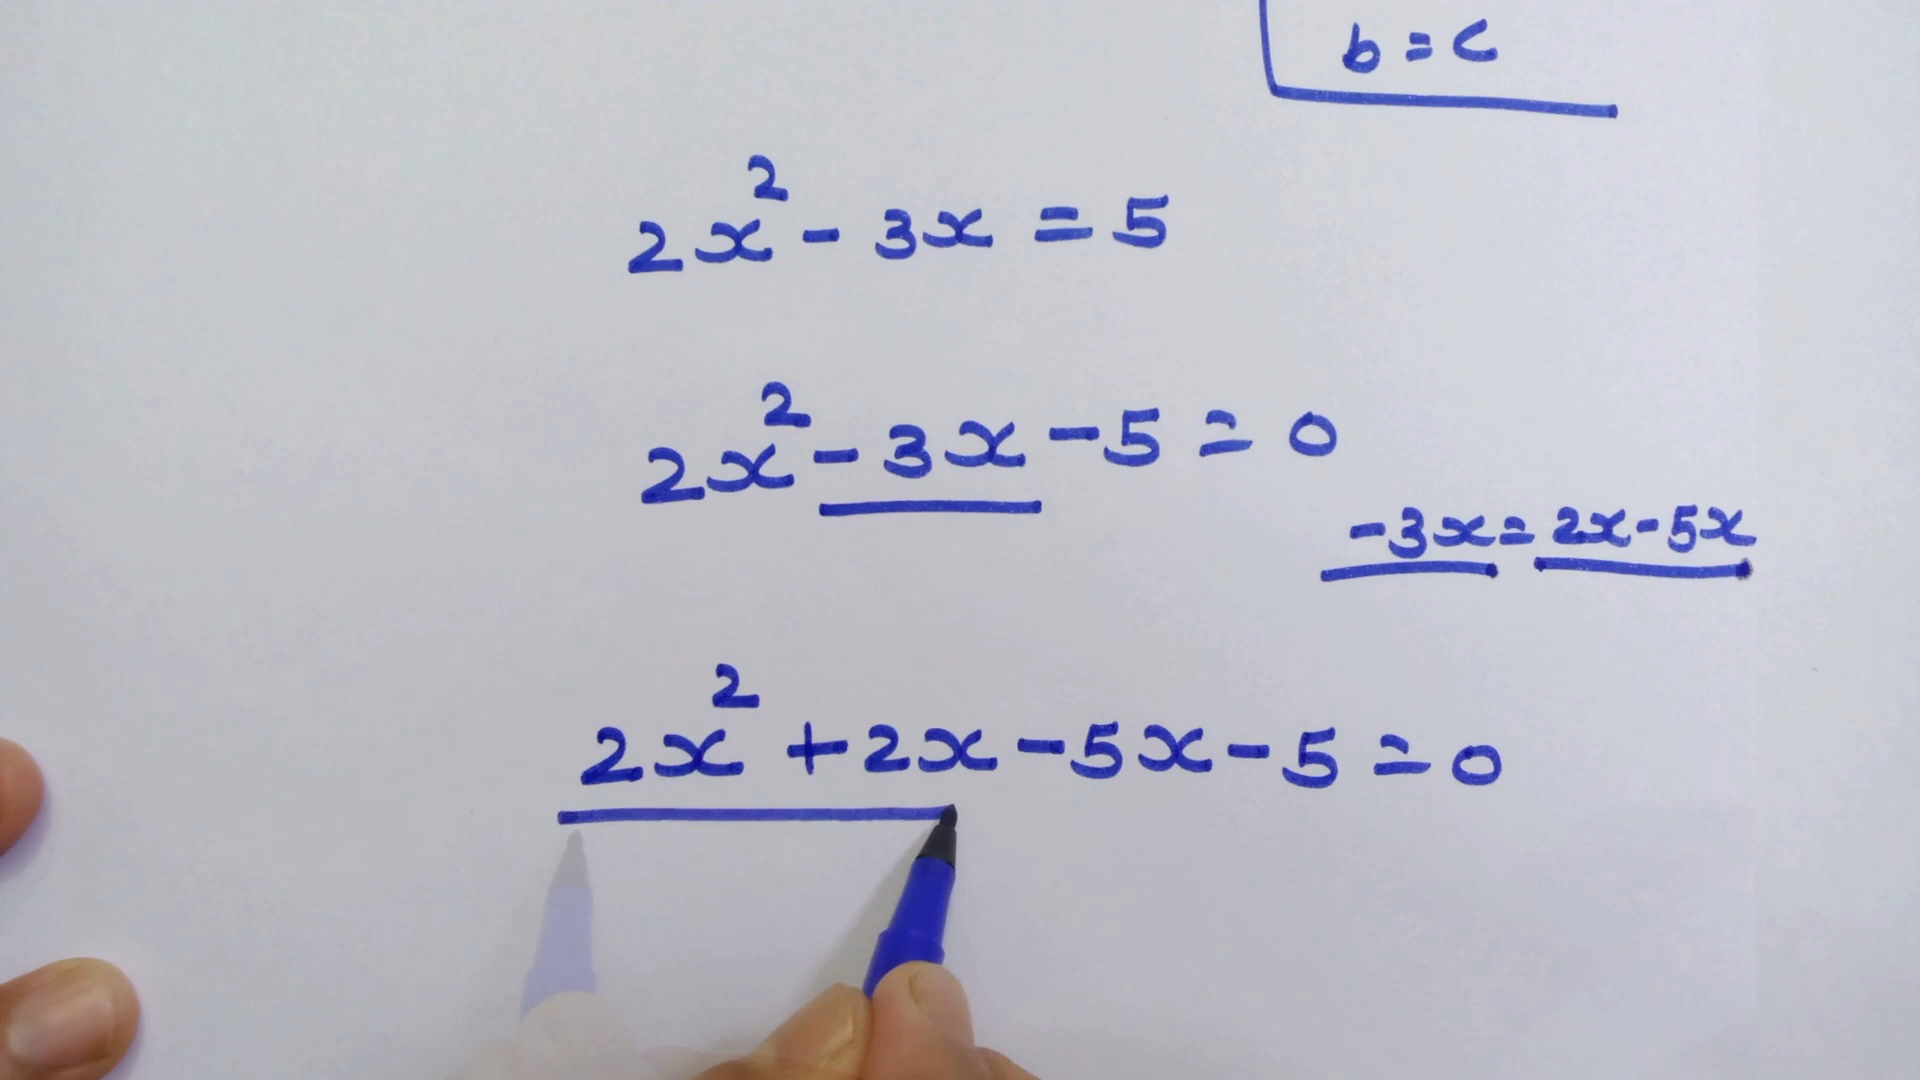 b = c
2x² - 3x = 5
2x² - 3x - 5 = 0
-3x = 2x - 5x
2x² + 2x - 5x - 5 = 0